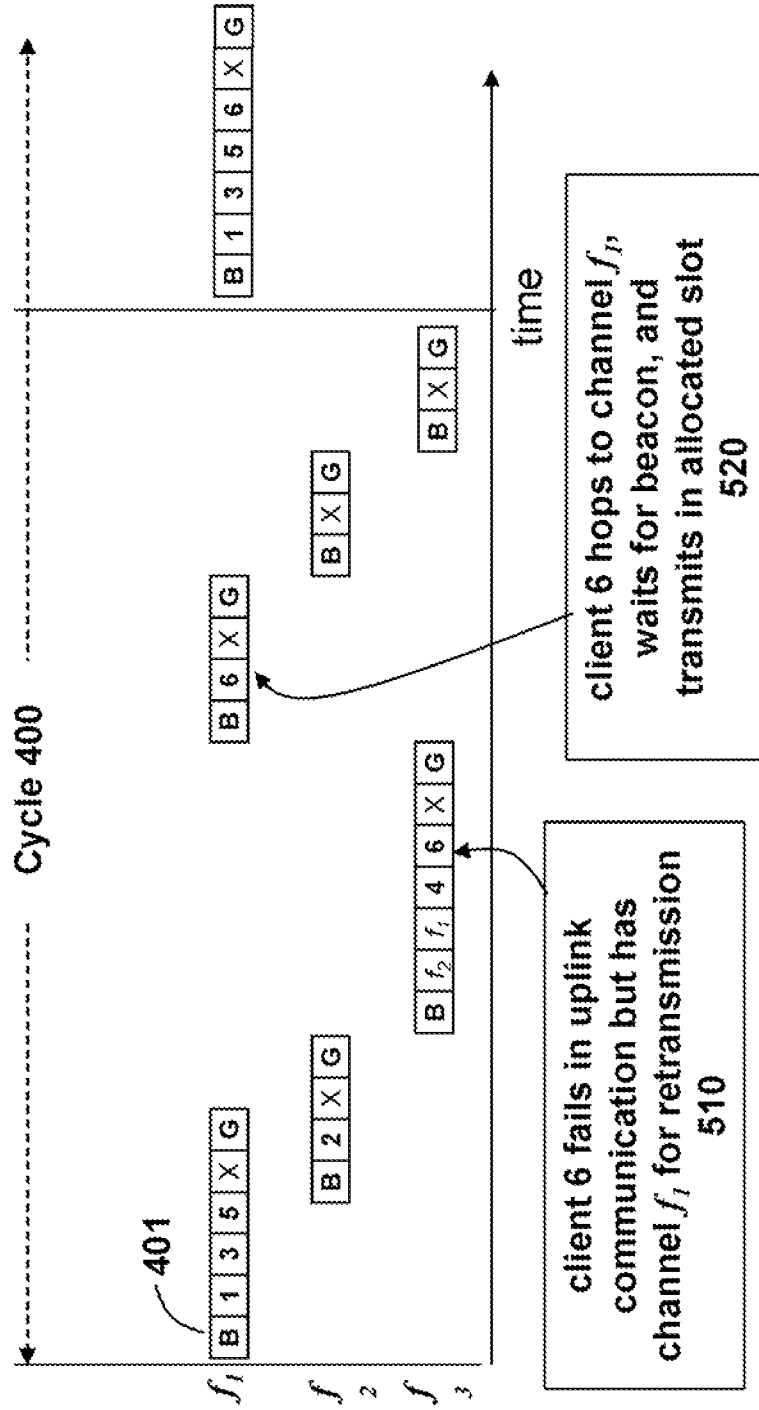 Cycle 400
401
f1 B 1 3 5 X G B 6 X G B 1 3 5 6 X G
f2 B 2 X G B X G
f3 B f2 f1 4 6 X G B X G
time
client 6 fails in uplink
communication but has
channel f1 for retransmission
510
client 6 hops to channel f1,
waits for beacon, and
transmits in allocated slot
520